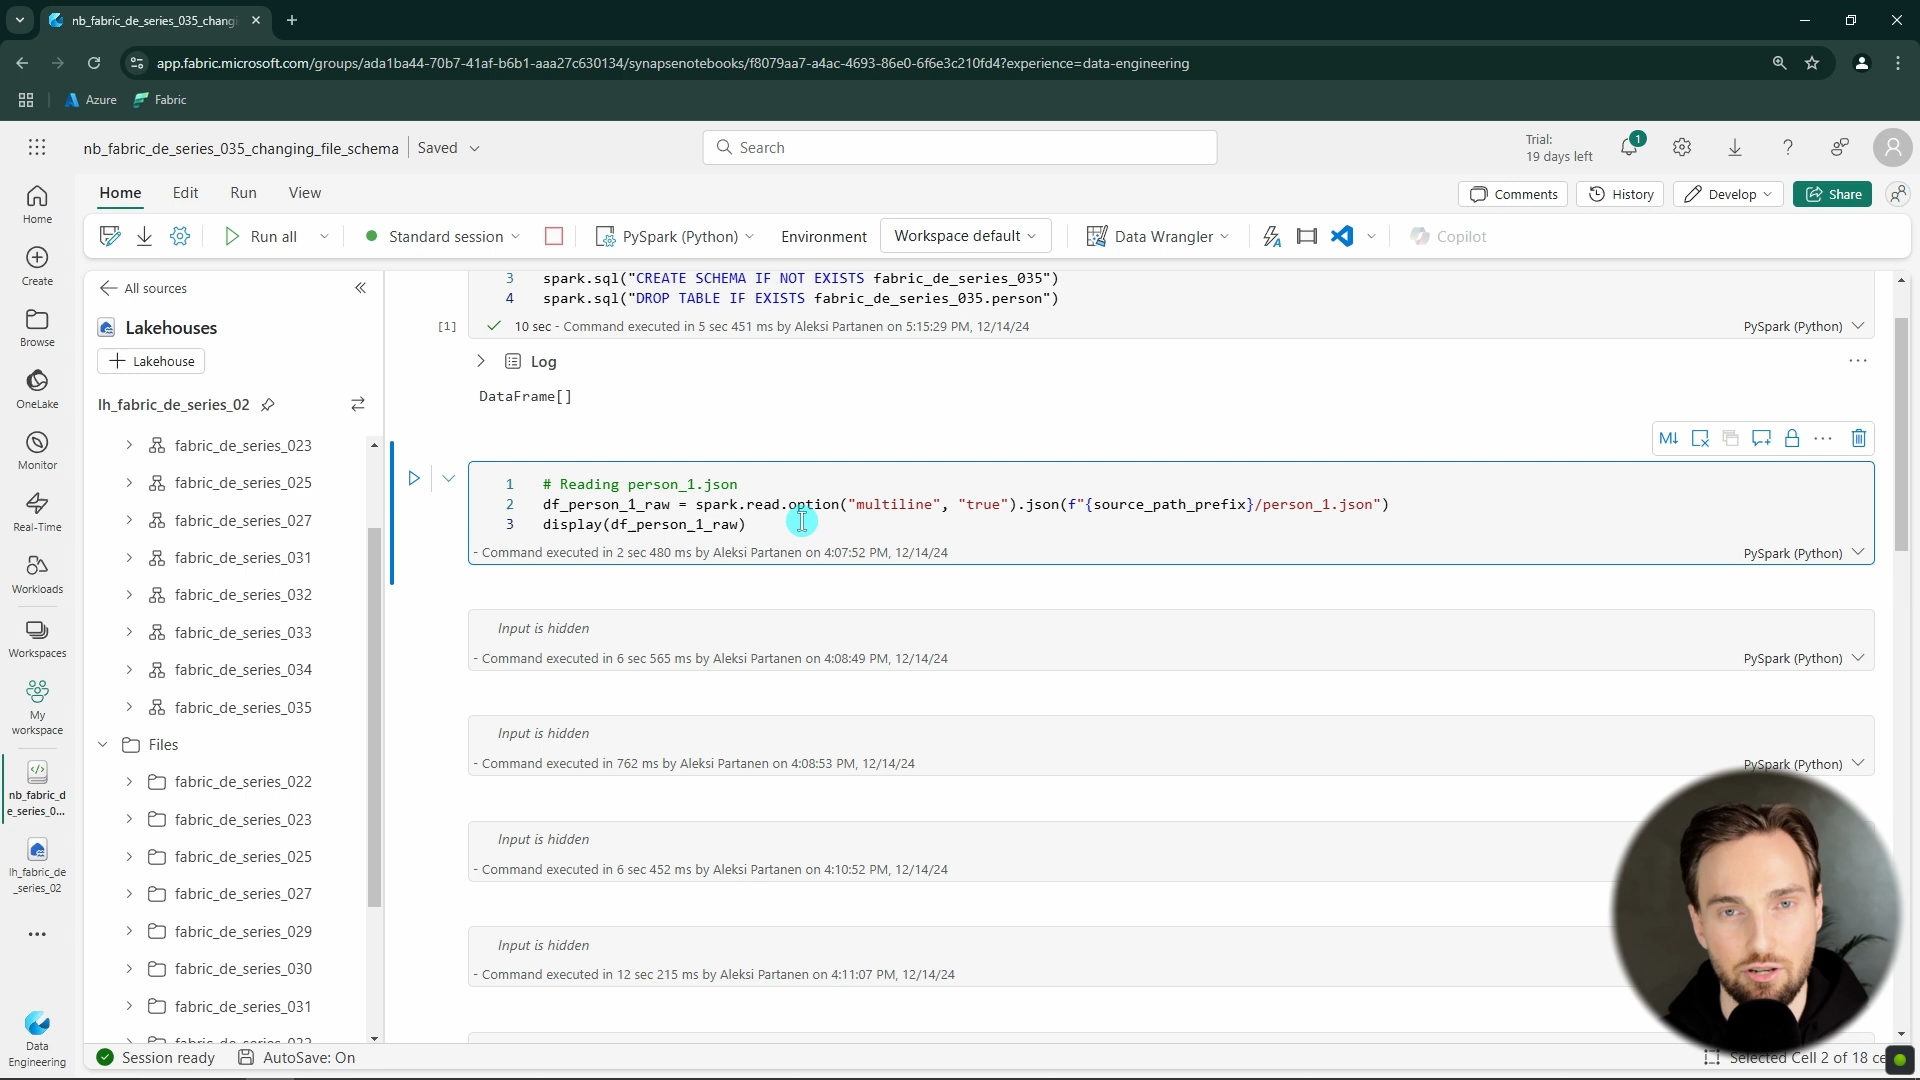 nb_fabric_de_series_035_changi
app.fabric.microsoft.com/groups/ada1ba44-70b7-41af-b6b1-aaa27c630134/synapsenotebooks/f8079aa7-a4ac-4693-86e0-6f6e3c210fd4?experience=data-engineering
Azure
Fabric
nb_fabric_de_series_035_changing_file_schema
Saved
Search
Trial:
19 days left
1
Home
Edit
Run
View
Comments
History
Develop
Share
Run all
Standard session
PySpark (Python)
Environment
Workspace default
Data Wrangler
Copilot
Home
Create
Browse
OneLake
Monitor
Real-Time
Workloads
Workspaces
My
workspace
nb_fabric_d
e_series_0...
lh_fabric_de
_series_02
Data
Engineering
All sources
Lakehouses
Lakehouse
lh_fabric_de_series_02
fabric_de_series_023
fabric_de_series_025
fabric_de_series_027
fabric_de_series_031
fabric_de_series_032
fabric_de_series_033
fabric_de_series_034
fabric_de_series_035
Files
fabric_de_series_022
fabric_de_series_023
fabric_de_series_025
fabric_de_series_027
fabric_de_series_029
fabric_de_series_030
fabric_de_series_031
3 spark.sql("CREATE SCHEMA IF NOT EXISTS fabric_de_series_035")
4 spark.sql("DROP TABLE IF EXISTS fabric_de_series_035.person")
[1] 10 sec - Command executed in 5 sec 451 ms by Aleksi Partanen on 5:15:29 PM, 12/14/24 PySpark (Python)
Log
DataFrame[]
M↓
1 # Reading person_1.json
2 df_person_1_raw = spark.read.option("multiline", "true").json(f"{source_path_prefix}/person_1.json")
3 display(df_person_1_raw)
- Command executed in 2 sec 480 ms by Aleksi Partanen on 4:07:52 PM, 12/14/24 PySpark (Python)
Input is hidden
- Command executed in 6 sec 565 ms by Aleksi Partanen on 4:08:49 PM, 12/14/24 PySpark (Python)
Input is hidden
- Command executed in 762 ms by Aleksi Partanen on 4:08:53 PM, 12/14/24 PySpark (Python)
Input is hidden
- Command executed in 6 sec 452 ms by Aleksi Partanen on 4:10:52 PM, 12/14/24
Input is hidden
- Command executed in 12 sec 215 ms by Aleksi Partanen on 4:11:07 PM, 12/14/24
Session ready
AutoSave: On
Selected Cell 2 of 18 ce